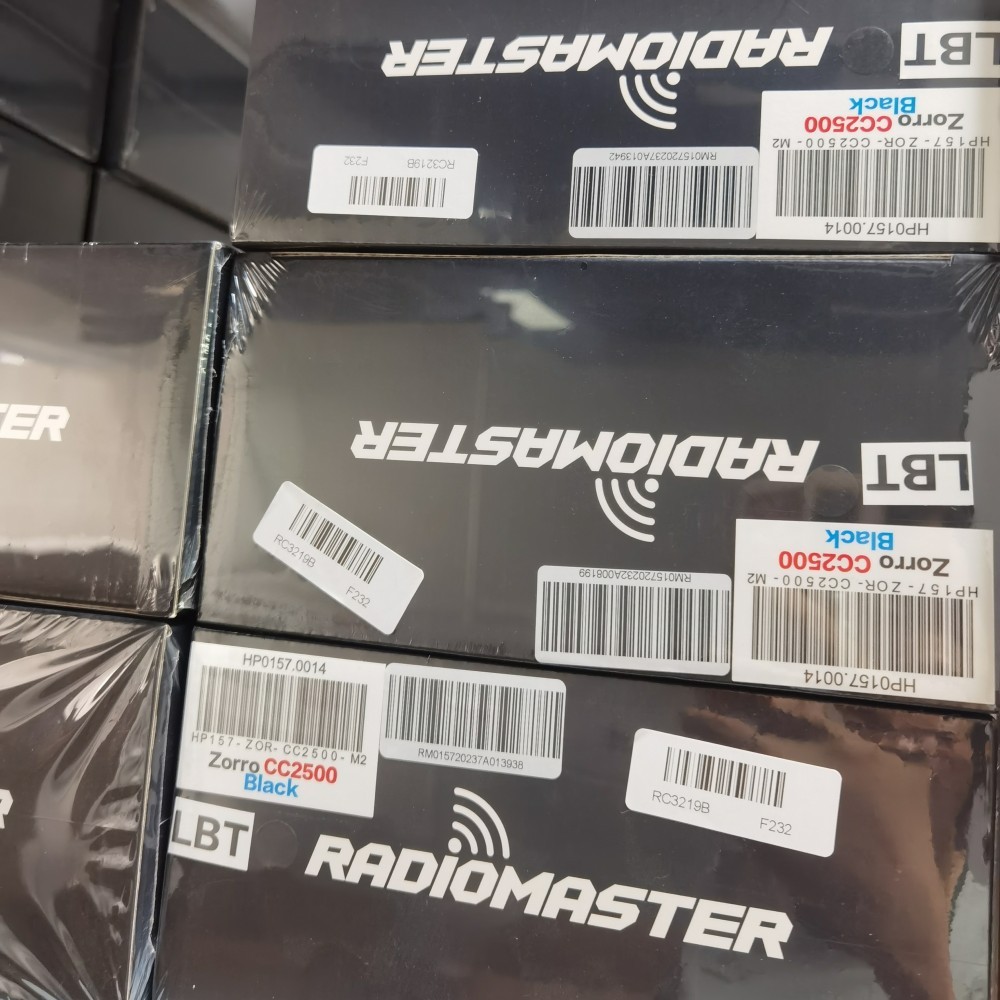 RADIOMASTER
LBT
Zorro CC2500
Black
HP157-ZOR-CC2500-M2
HP0157.0014
RM015720237A013942
RC3219B
F232
TER
RADIOMASTER
LBT
Zorro CC2500
Black
HP157-ZOR-CC2500-M2
HP0157.0014
RM015720232A008199
RC3219B
F232
HP0157.0014
HP157-ZOR-CC2500-M2
Zorro CC2500
Black
RM015720237A013938
RC3219B
F232
LBT
RADIOMASTER
R